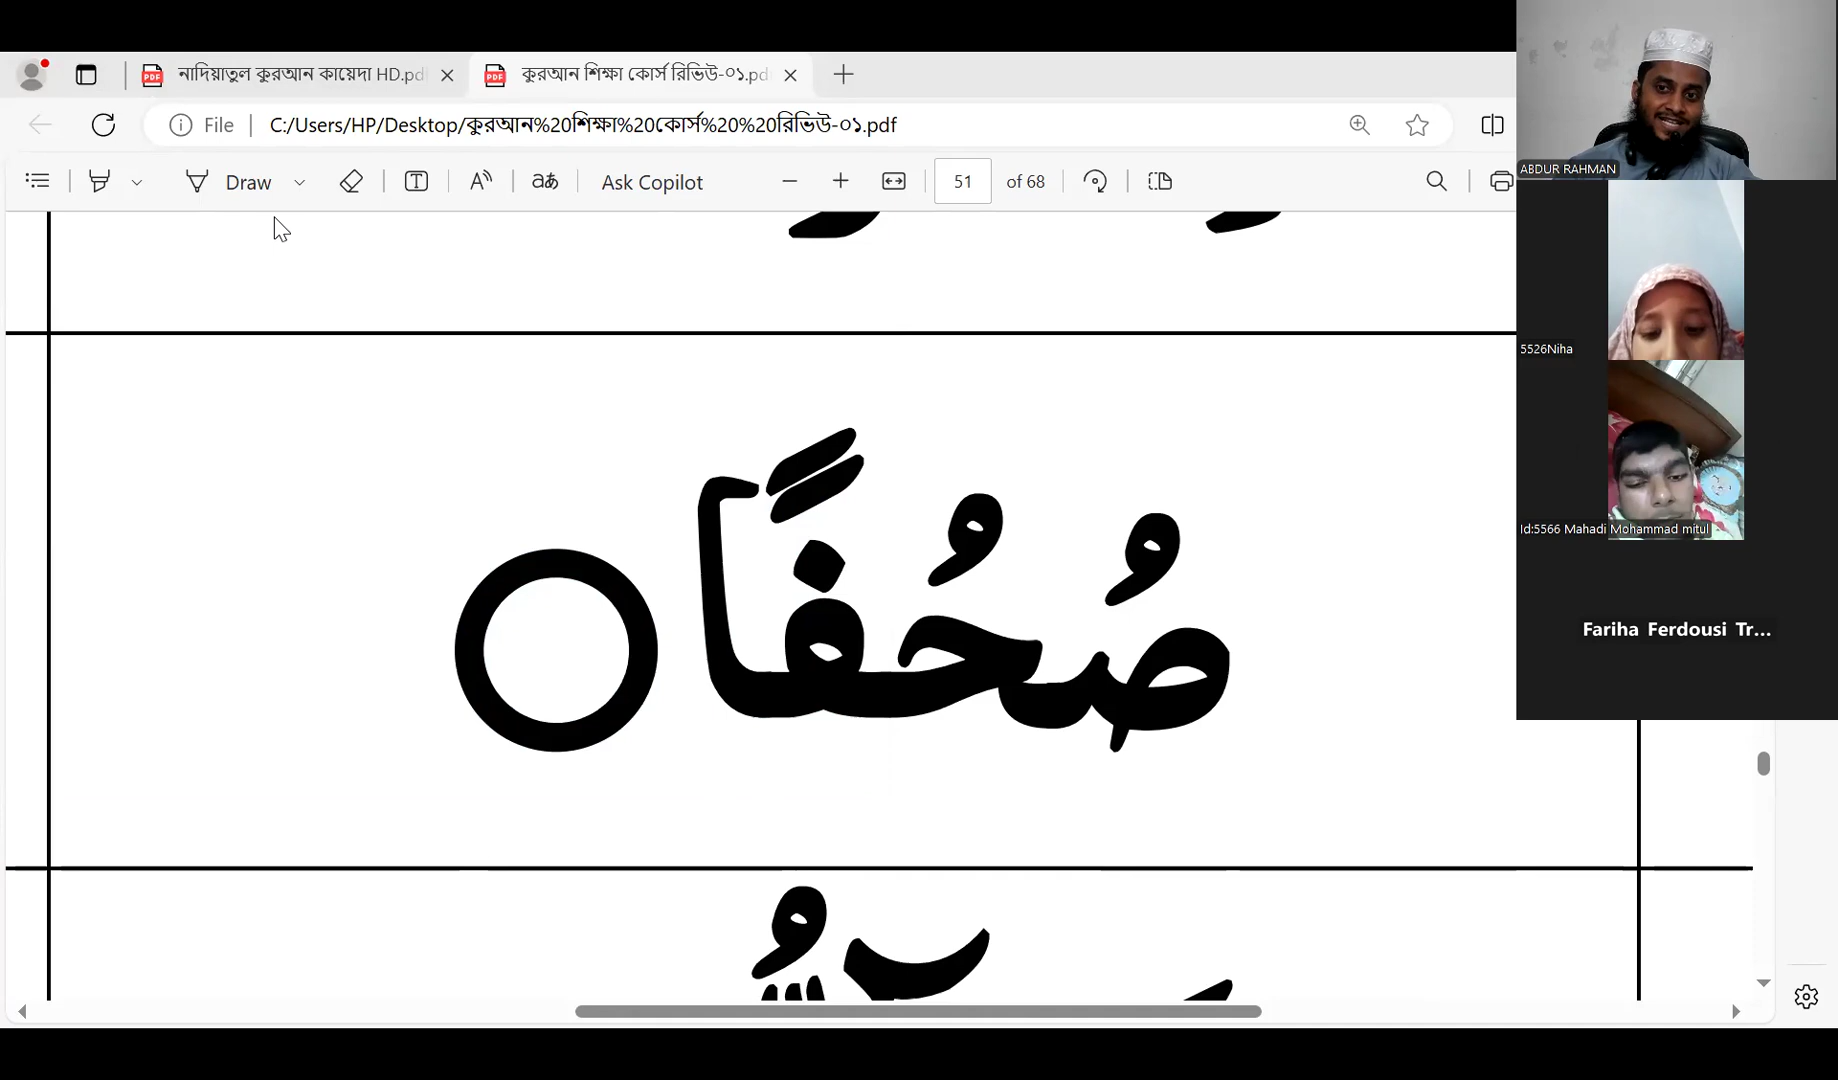 নাদিয়াতুল কুরআন কায়েদা HD.pdf
কুরআন শিক্ষা কোর্স রিভিউ-০১.pd
File
C:/Users/HP/Desktop/কুরআন%20শিক্ষা%20কোর্স%20%20রিভিউ-০১.pdf
Draw
Ask Copilot
51
of 68
صُحُفًا
ABDUR RAHMAN
5526Niha
Id:5566 Mahadi Mohammad mitul
Fariha Ferdousi Tr...